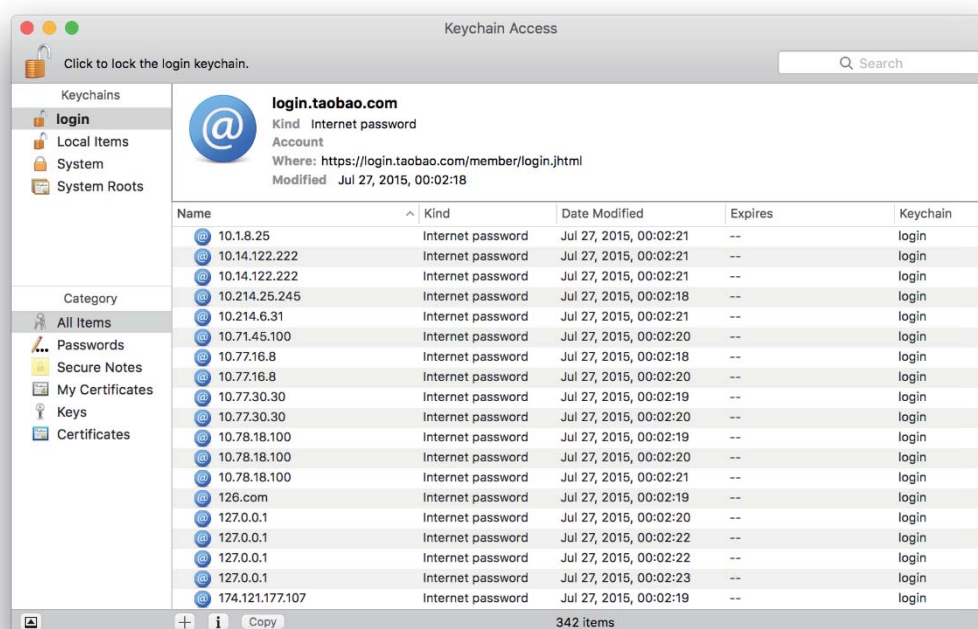 Keychain Access
Click to lock the login keychain.
Search
Keychains
login
Local Items
System
System Roots
login.taobao.com
Kind Internet password
Account
Where: https://login.taobao.com/member/login.jhtml
Modified Jul 27, 2015, 00:02:18
Name Kind Date Modified Expires Keychain
10.1.8.25 Internet password Jul 27, 2015, 00:02:21 -- login
10.14.122.222 Internet password Jul 27, 2015, 00:02:21 -- login
10.14.122.222 Internet password Jul 27, 2015, 00:02:21 -- login
10.214.25.245 Internet password Jul 27, 2015, 00:02:18 -- login
10.214.6.31 Internet password Jul 27, 2015, 00:02:21 -- login
10.71.45.100 Internet password Jul 27, 2015, 00:02:20 -- login
10.77.16.8 Internet password Jul 27, 2015, 00:02:18 -- login
10.77.16.8 Internet password Jul 27, 2015, 00:02:20 -- login
10.77.30.30 Internet password Jul 27, 2015, 00:02:19 -- login
10.77.30.30 Internet password Jul 27, 2015, 00:02:20 -- login
10.78.18.100 Internet password Jul 27, 2015, 00:02:19 -- login
10.78.18.100 Internet password Jul 27, 2015, 00:02:20 -- login
10.78.18.100 Internet password Jul 27, 2015, 00:02:21 -- login
126.com Internet password Jul 27, 2015, 00:02:19 -- login
127.0.0.1 Internet password Jul 27, 2015, 00:02:20 -- login
127.0.0.1 Internet password Jul 27, 2015, 00:02:22 -- login
127.0.0.1 Internet password Jul 27, 2015, 00:02:22 -- login
127.0.0.1 Internet password Jul 27, 2015, 00:02:23 -- login
174.121.177.107 Internet password Jul 27, 2015, 00:02:19 -- login
Category
All Items
Passwords
Secure Notes
My Certificates
Keys
Certificates
Copy
342 items